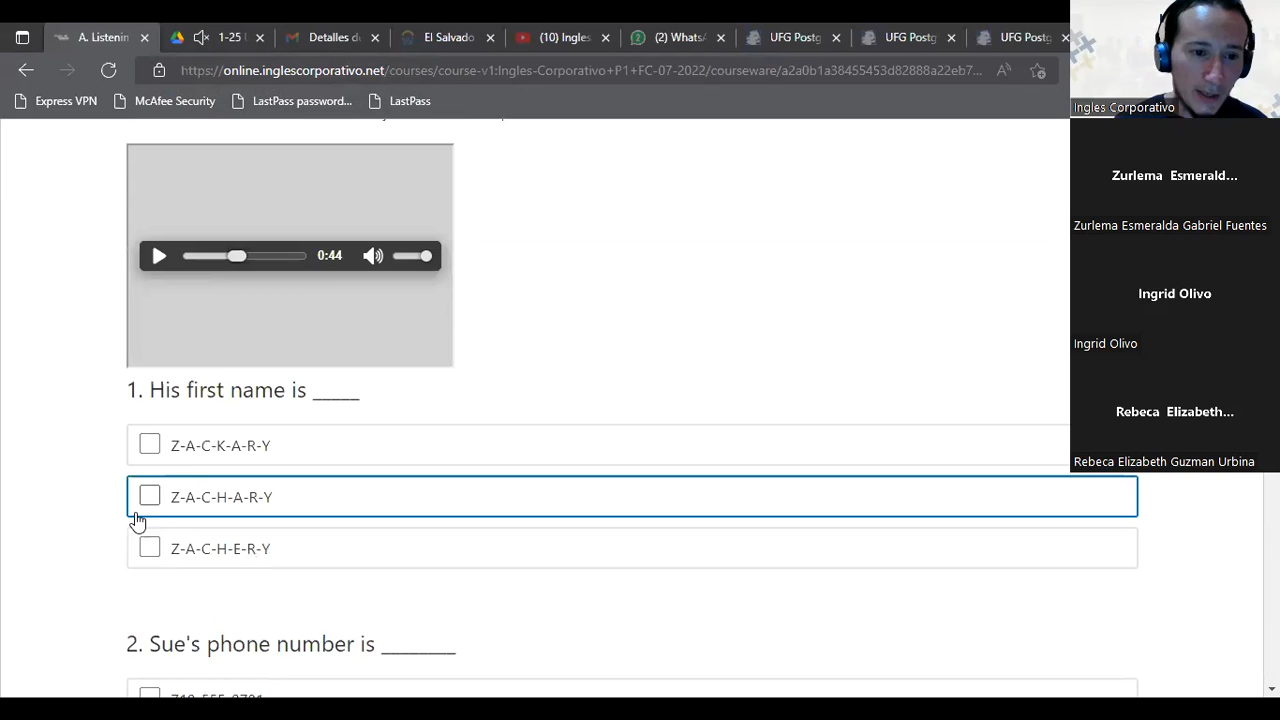 A. Listenin
1-25 
Detalles de
El Salvado
(10) Ingles
(2) WhatsA
UFG Postg
UFG Postg
UFG Postg
https://online.inglescorporativo.net/courses/course-v1:Ingles-Corporativo+P1+FC-07-2022/courseware/a2a0b1a38455453d82888a22eb7...
Express VPN
McAfee Security
LastPass password...
LastPass
Ingles Corporativo
Zurlema Esmerald...
Zurlema Esmeralda Gabriel Fuentes
Ingrid Olivo
Ingrid Olivo
Rebeca Elizabeth...
Rebeca Elizabeth Guzman Urbina
0:44
1. His first name is _____
Z-A-C-K-A-R-Y
Z-A-C-H-A-R-Y
Z-A-C-H-E-R-Y
2. Sue's phone number is ________